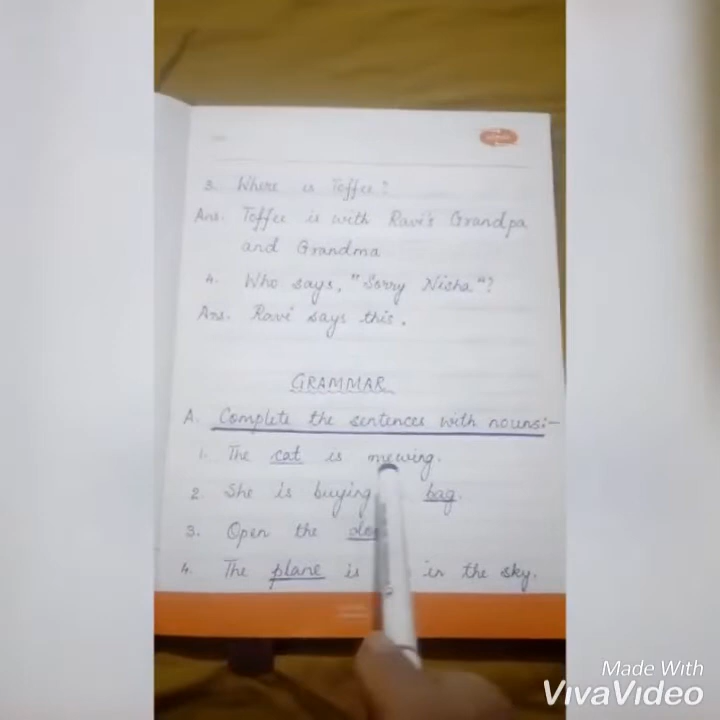 3. Where is Toffee?
Ans. Toffee is with Ravi's Grandpa
and Grandma
4. Who says, "Sorry Nisha"?
Ans. Ravi says this.
GRAMMAR
A. Complete the sentences with nouns:-
1. The cat is mewing.
2. She is buying bag.
3. Open the
4. The plane is in the sky.
Made With
VivaVideo